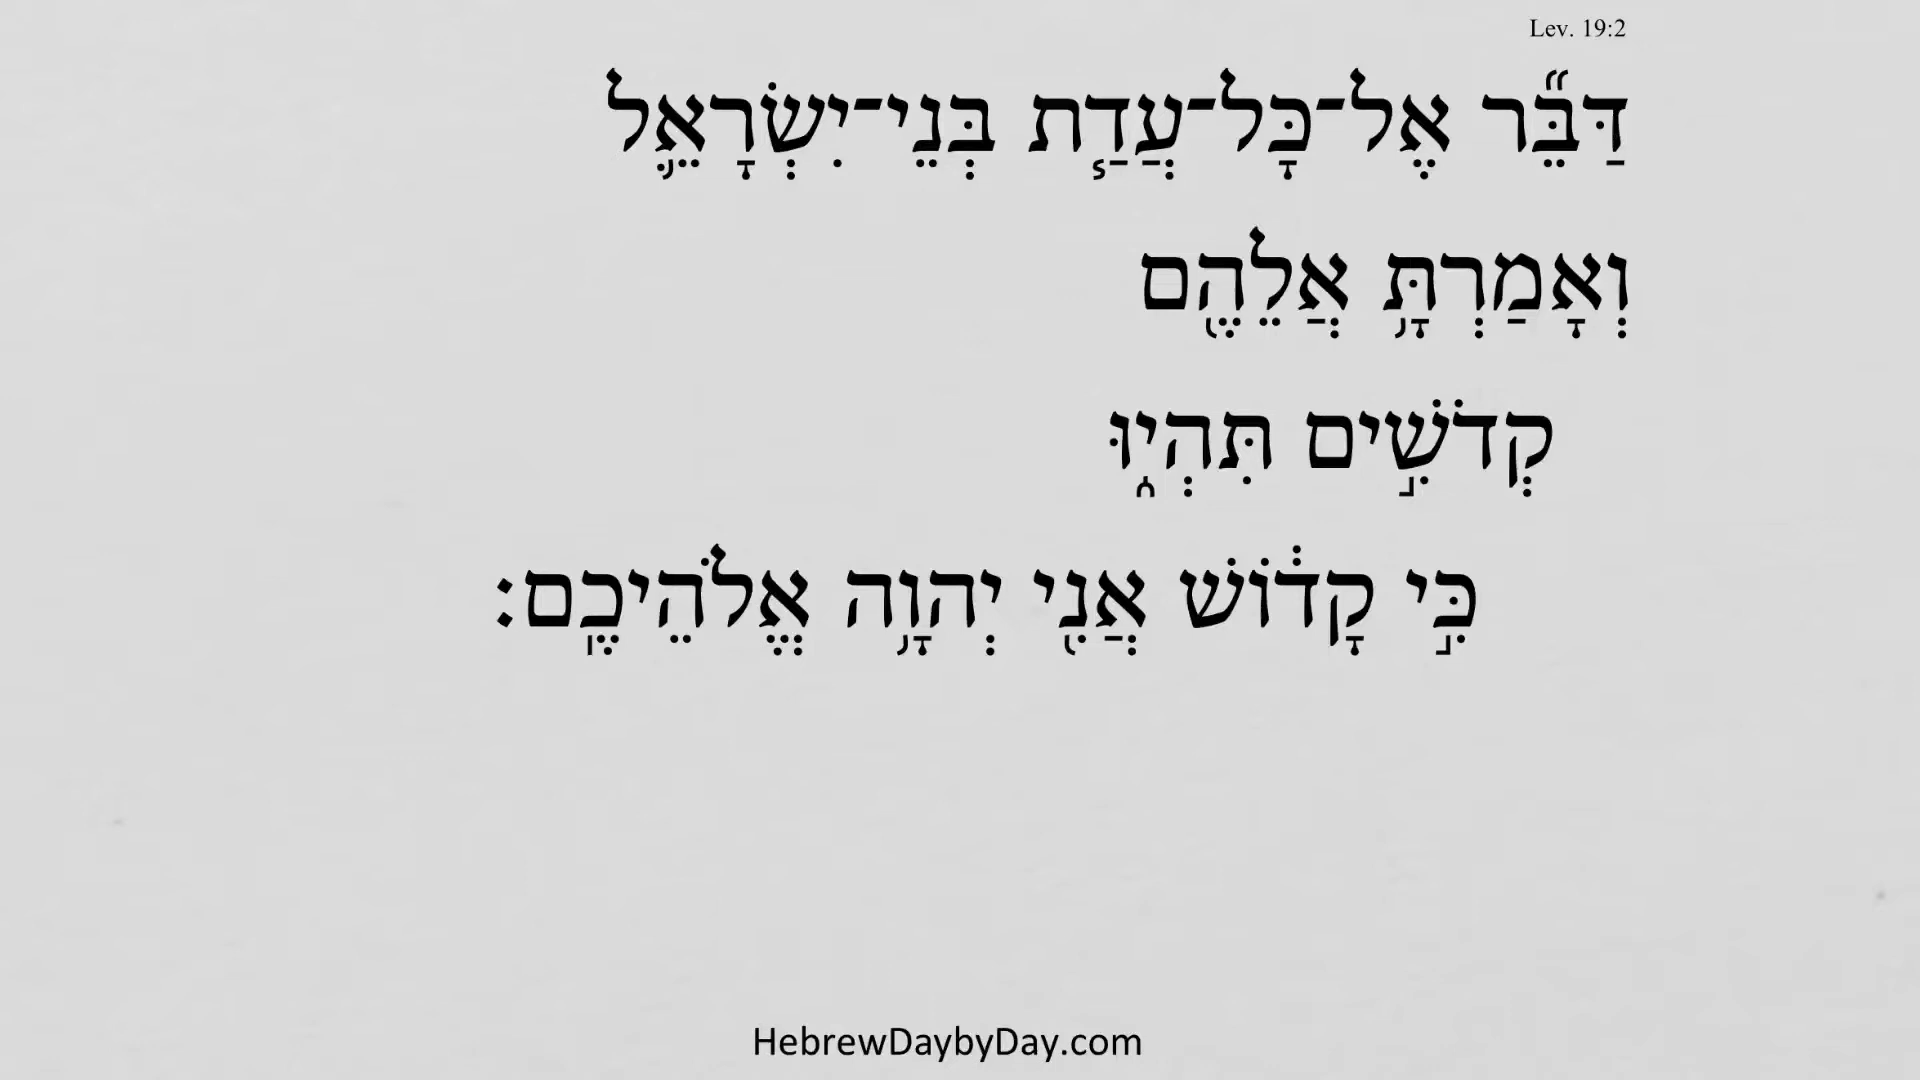 Lev. 19:2
דַּבֵּ֞ר אֶל־כָּל־עֲדַ֧ת בְּנֵי־יִשְׂרָאֵ֛ל
וְאָמַרְתָּ֥ אֲלֵהֶ֖ם
קְדֹשִׁ֣ים תִּהְי֑וּ
כִּ֣י קָד֔וֹשׁ אֲנִ֖י יְהוָ֥ה אֱלֹהֵיכֶֽם׃
HebrewDaybyDay.com